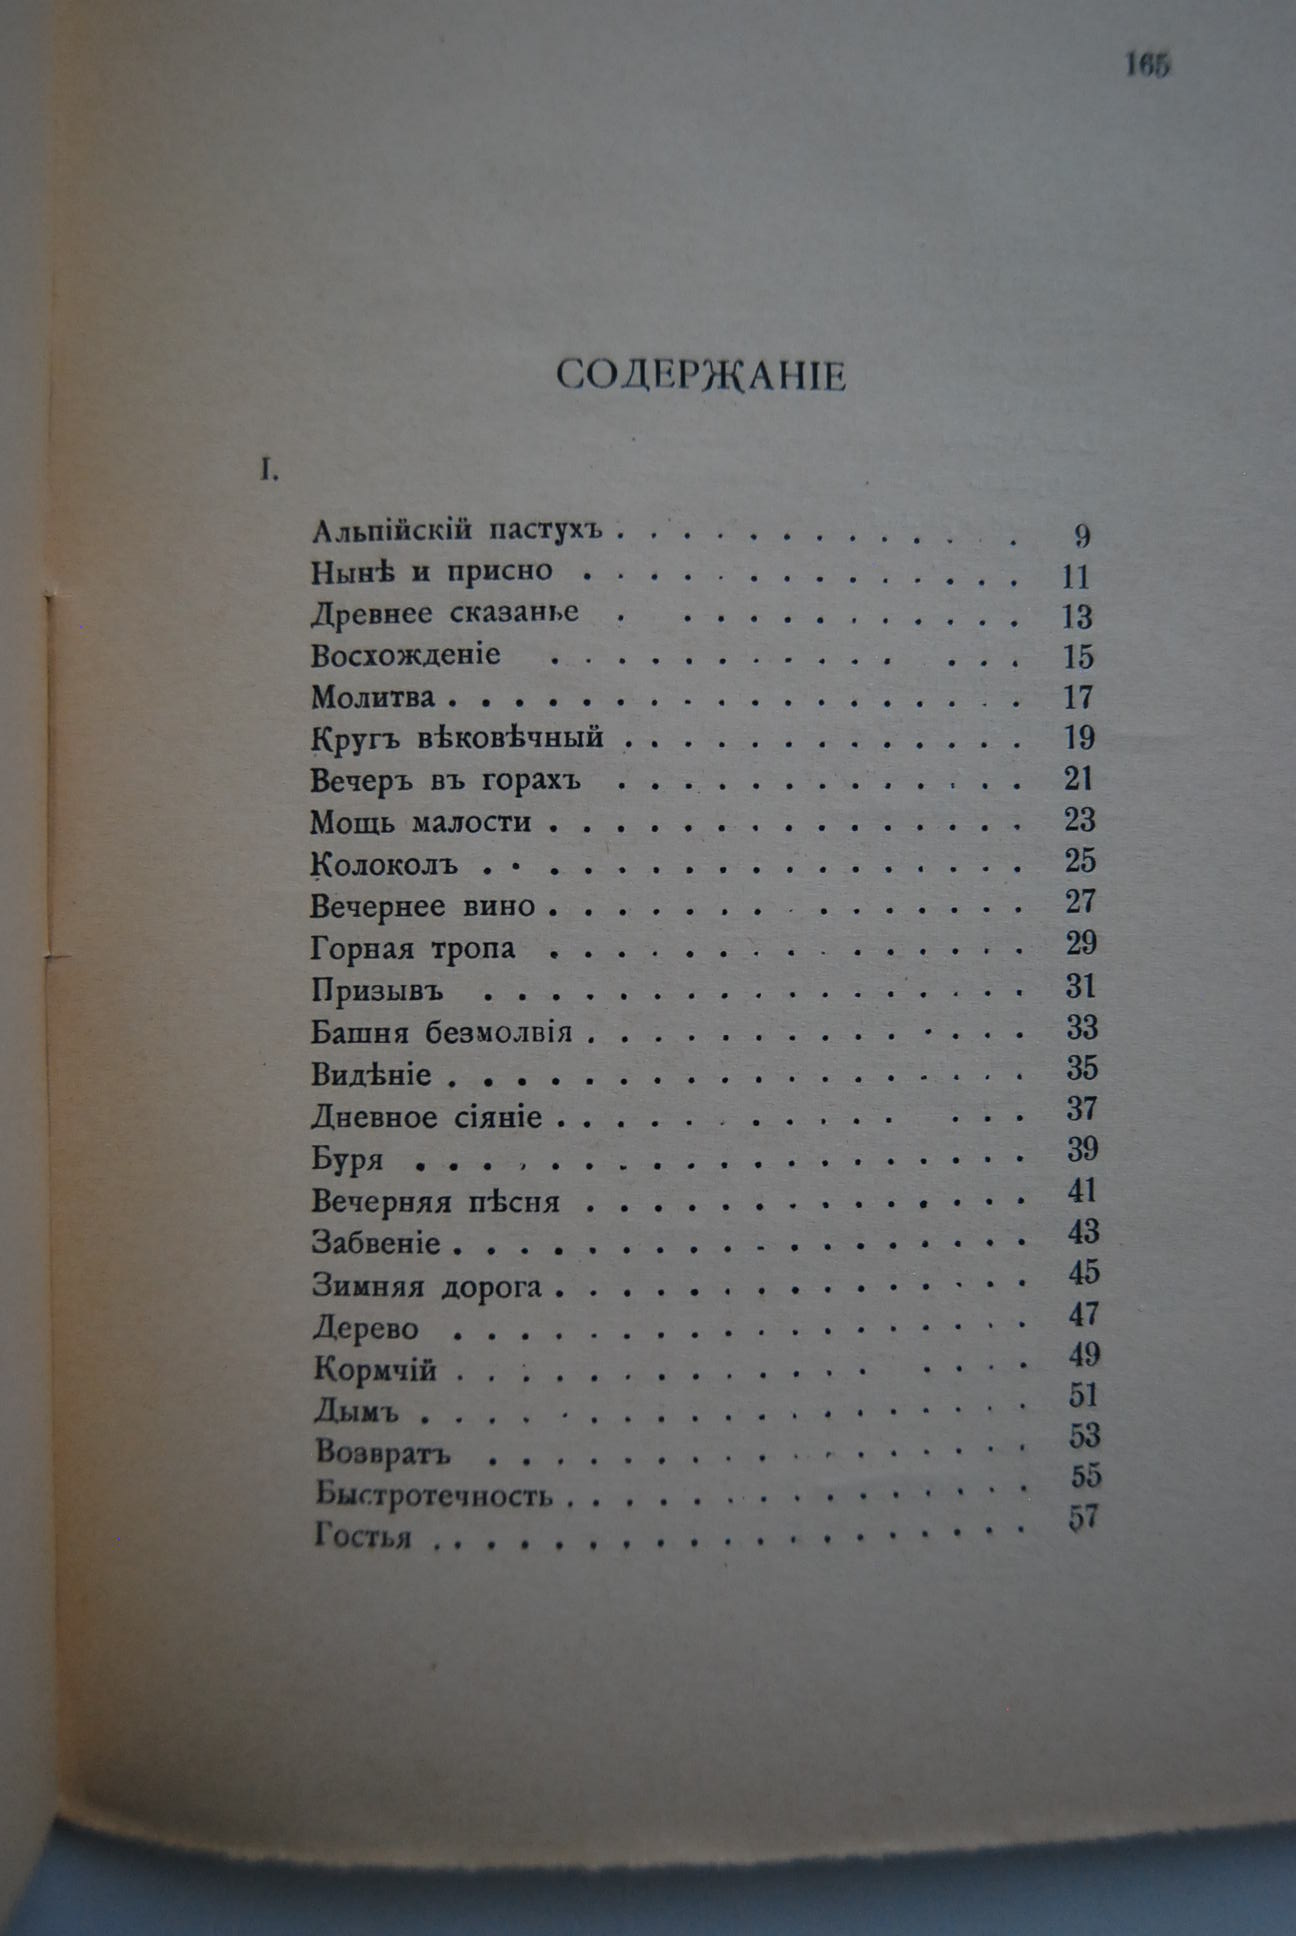 165
СОДЕРЖАНІЕ
I.
Альпійскій пастухъ . . . . . . . . . . . . . 9
Нынѣ и присно . . . . . . . . . . . . . . 11
Древнее сказанье . . . . . . . . . . . . 13
Восхожденіе . . . . . . . . . . . . . . 15
Молитва . . . . . . . . . . . . . . . . . . 17
Кругъ вѣковѣчный . . . . . . . . . . . . . 19
Вечеръ въ горахъ . . . . . . . . . . . . . 21
Мощь малости . . . . . . . . . . . . . . . 23
Колоколъ . . . . . . . . . . . . . . . . . 25
Вечернее вино . . . . . . . . . . . . . . . 27
Горная тропа . . . . . . . . . . . . . . . 29
Призывъ . . . . . . . . . . . . . . . . . 31
Башня безмолвія . . . . . . . . . . . . . . 33
Видѣніе . . . . . . . . . . . . . . . . . . 35
Дневное сіяніе . . . . . . . . . . . . . . 37
Буря . . . . . . . . . . . . . . . . . . . 39
Вечерняя пѣсня . . . . . . . . . . . . . . 41
Забвеніе . . . . . . . . . . . . . . . . . . 43
Зимняя дорога . . . . . . . . . . . . . . . 45
Дерево . . . . . . . . . . . . . . . . . . 47
Кормчій . . . . . . . . . . . . . . . . . 49
Дымъ . . . . . . . . . . . . . . . . . . . 51
Возвратъ . . . . . . . . . . . . . . . . . 53
Быстротечность . . . . . . . . . . . . . . . 55
Гостья . . . . . . . . . . . . . . . . . . . 57